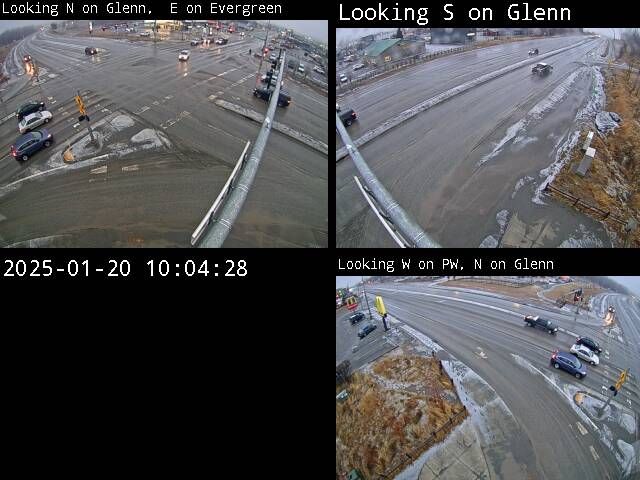 Looking N on Glenn,  E on Evergreen
Looking S on Glenn
2025-01-20 10:04:28
Looking W on PW, N on Glenn